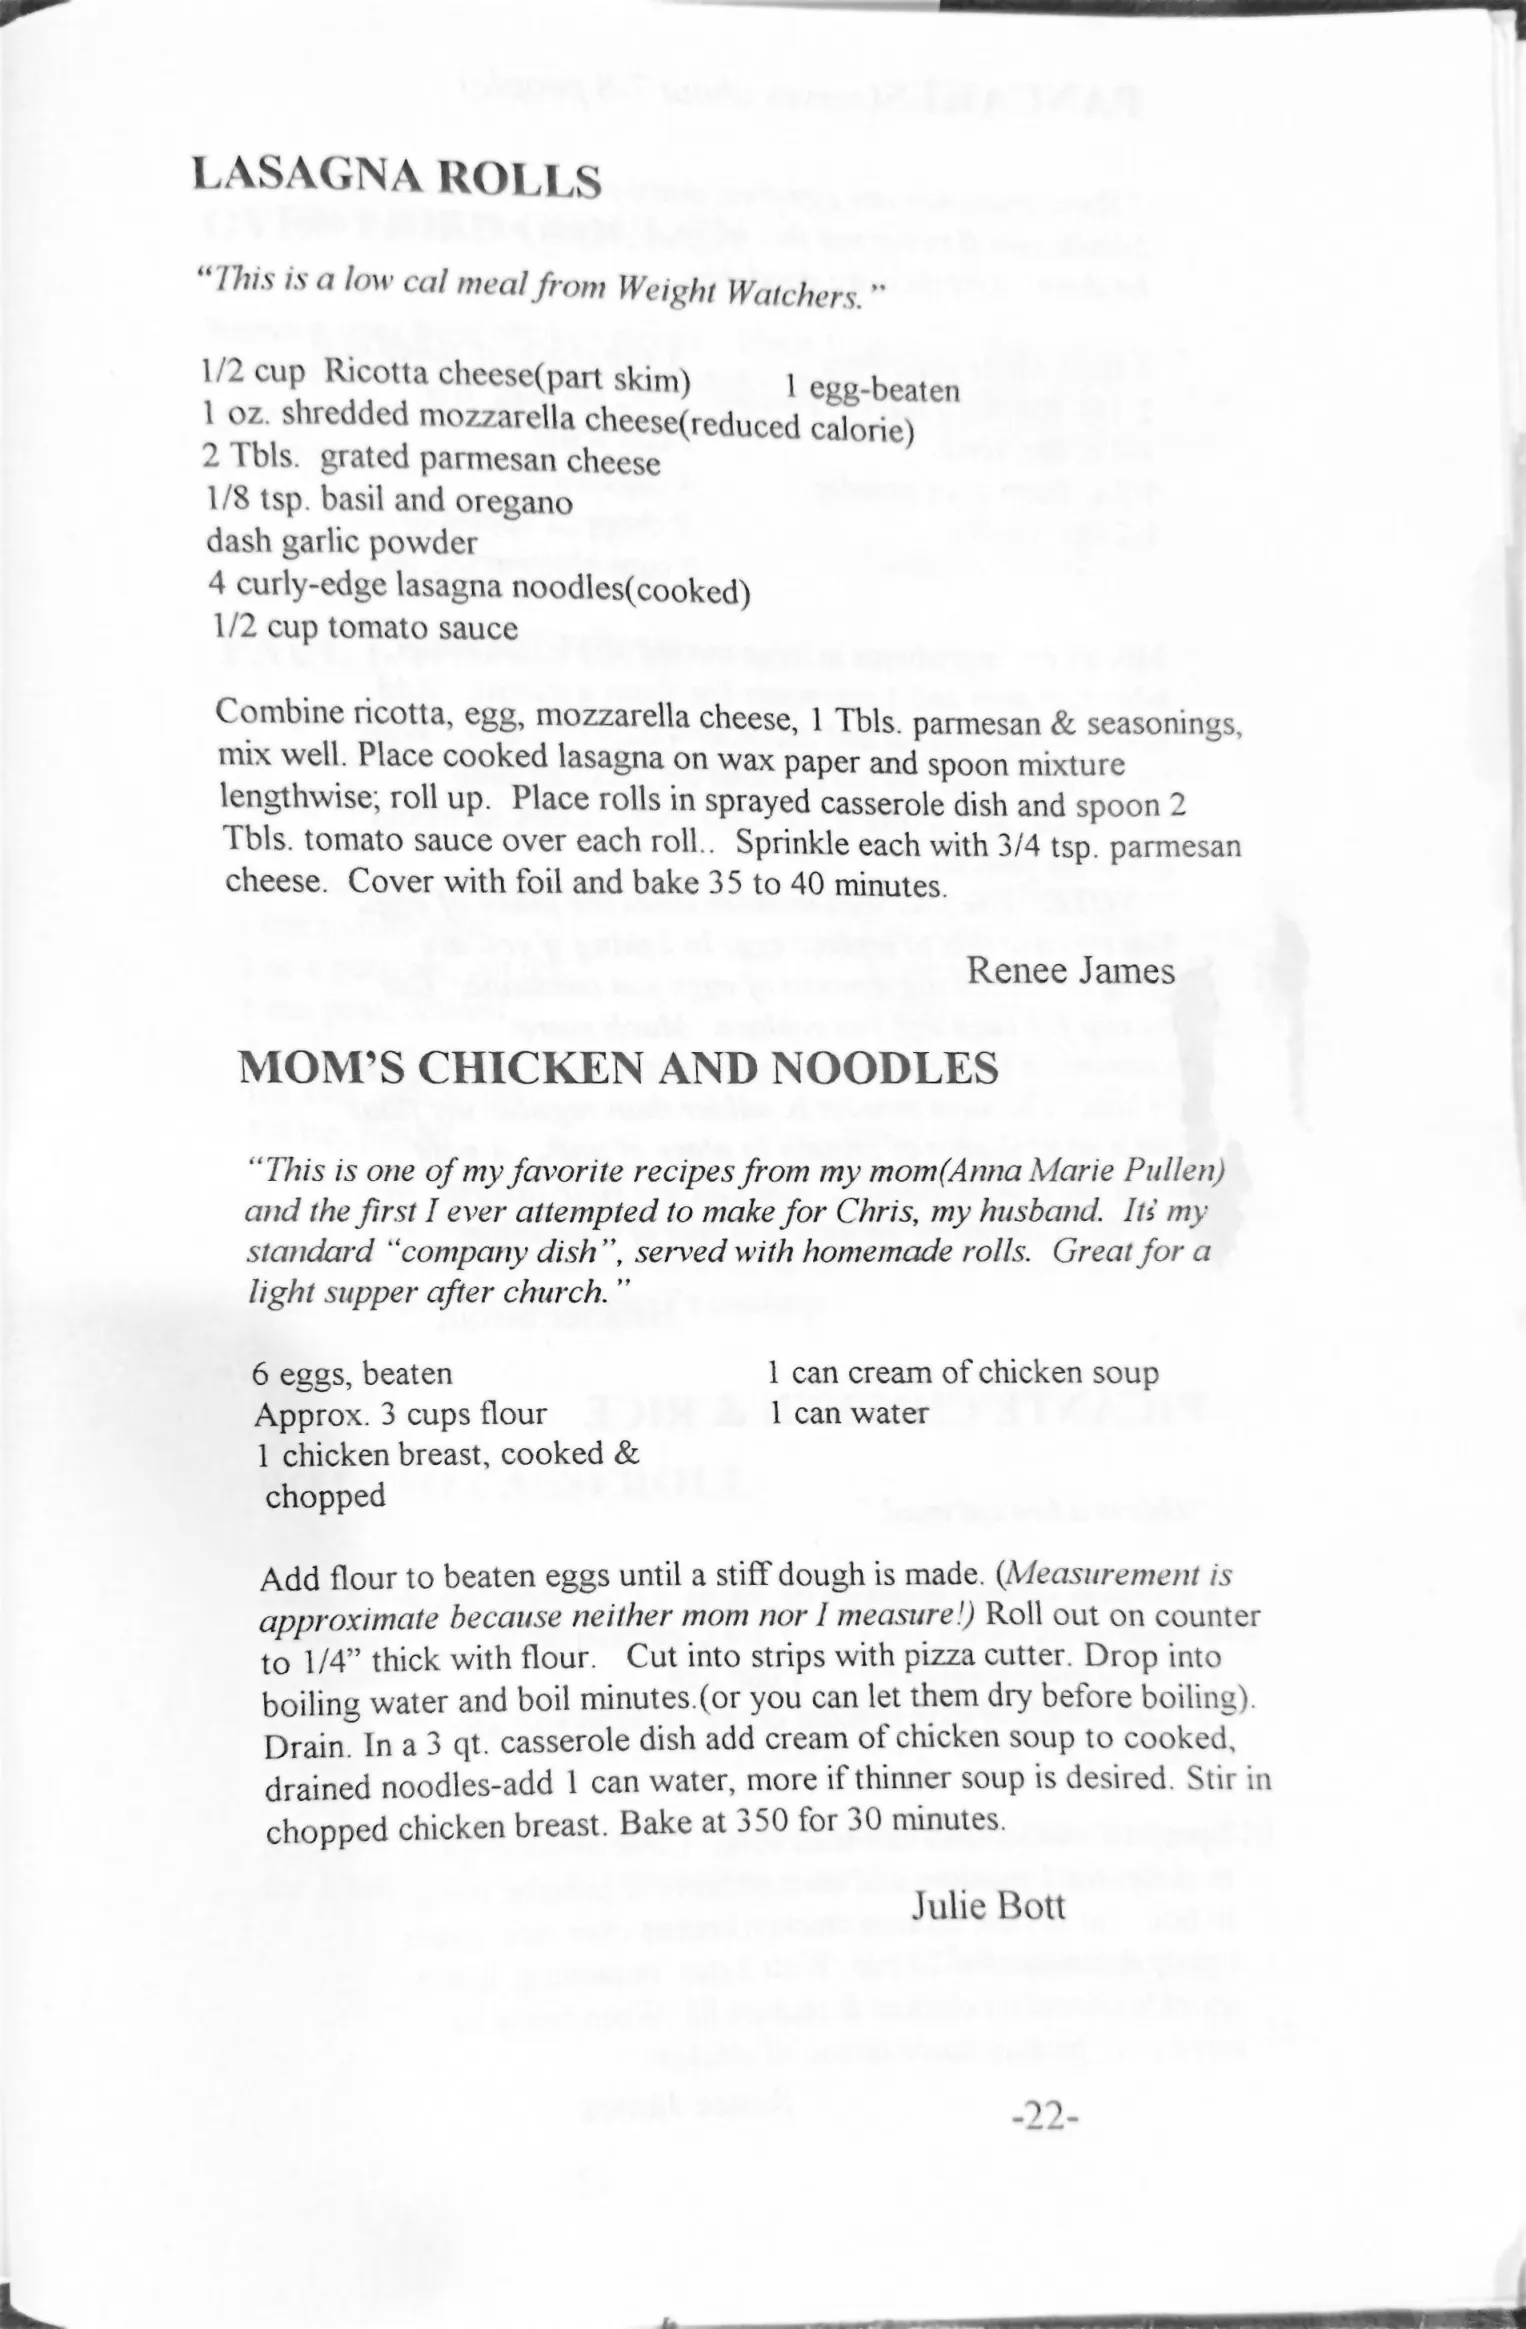 LASAGNA ROLLS
“This is a low cal meal from Weight Watchers.”
1/2 cup Ricotta cheese(part skim) 1 egg-beaten
1 oz. shredded mozzarella cheese(reduced calorie)
2 Tbls. grated parmesan cheese
1/8 tsp. basil and oregano
dash garlic powder
4 curly-edge lasagna noodles(cooked)
1/2 cup tomato sauce
Combine ricotta, egg, mozzarella cheese, 1 Tbls. parmesan & seasonings,
mix well. Place cooked lasagna on wax paper and spoon mixture
lengthwise; roll up. Place rolls in sprayed casserole dish and spoon 2
Tbls. tomato sauce over each roll.. Sprinkle each with 3/4 tsp. parmesan
cheese. Cover with foil and bake 35 to 40 minutes.
Renee James
MOM’S CHICKEN AND NOODLES
“This is one of my favorite recipes from my mom(Anna Marie Pullen)
and the first I ever attempted to make for Chris, my husband. It's my
standard “company dish”, served with homemade rolls. Great for a
light supper after church.”
6 eggs, beaten 1 can cream of chicken soup
Approx. 3 cups flour 1 can water
1 chicken breast, cooked &
chopped
Add flour to beaten eggs until a stiff dough is made. (Measurement is
approximate because neither mom nor I measure!) Roll out on counter
to 1/4” thick with flour. Cut into strips with pizza cutter. Drop into
boiling water and boil minutes.(or you can let them dry before boiling).
Drain. In a 3 qt. casserole dish add cream of chicken soup to cooked,
drained noodles-add 1 can water, more if thinner soup is desired. Stir in
chopped chicken breast. Bake at 350 for 30 minutes.
Julie Bott
-22-